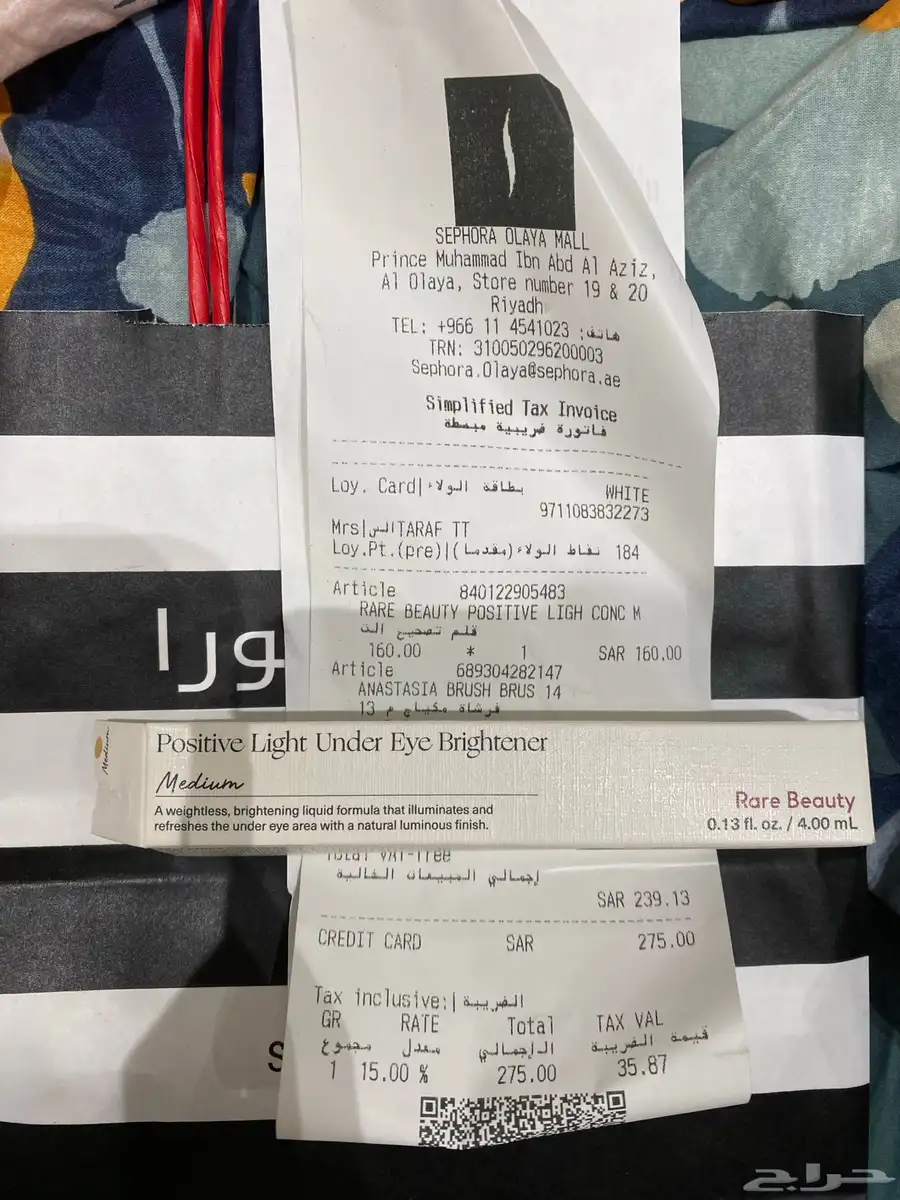 SEPHORA OLAYA MALL
Prince Muhammad Ibn Abd Al Aziz,
Al Olaya, Store number 19 & 20
Riyadh
TEL: +966 11 4541023 :هاتف
TRN: 310050296200003
Sephora.Olaya@sephora.ae
Simplified Tax Invoice
فاتورة ضريبية مبسطة
Loy. Card|بطاقة الولاء WHITE
9711083832273
Mrs|السTARAF TT
Loy.Pt.(pre)|(نقاط الولاء(مقدما 184
Article 840122905483
RARE BEAUTY POSITIVE LIGH CONC M
قلم تصحيح الت
160.00 * 1 SAR 160.00
Article 689304282147
ANASTASIA BRUSH BRUS 14
فرشاة مكياج م 13
ورا
Medium
Positive Light Under Eye Brightener
Medium
A weightless, brightening liquid formula that illuminates and
refreshes the under eye area with a natural luminous finish.
Rare Beauty
0.13 fl. oz. / 4.00 mL
Total VAT-free
إجمالي المبيعات الخالية
SAR 239.13
CREDIT CARD SAR 275.00
Tax inclusive:|الضريبة
GR RATE Total TAX VAL
مجموع معدل الإجمالي قيمة الضريبة
1 15.00 % 275.00 35.87
S
حراج